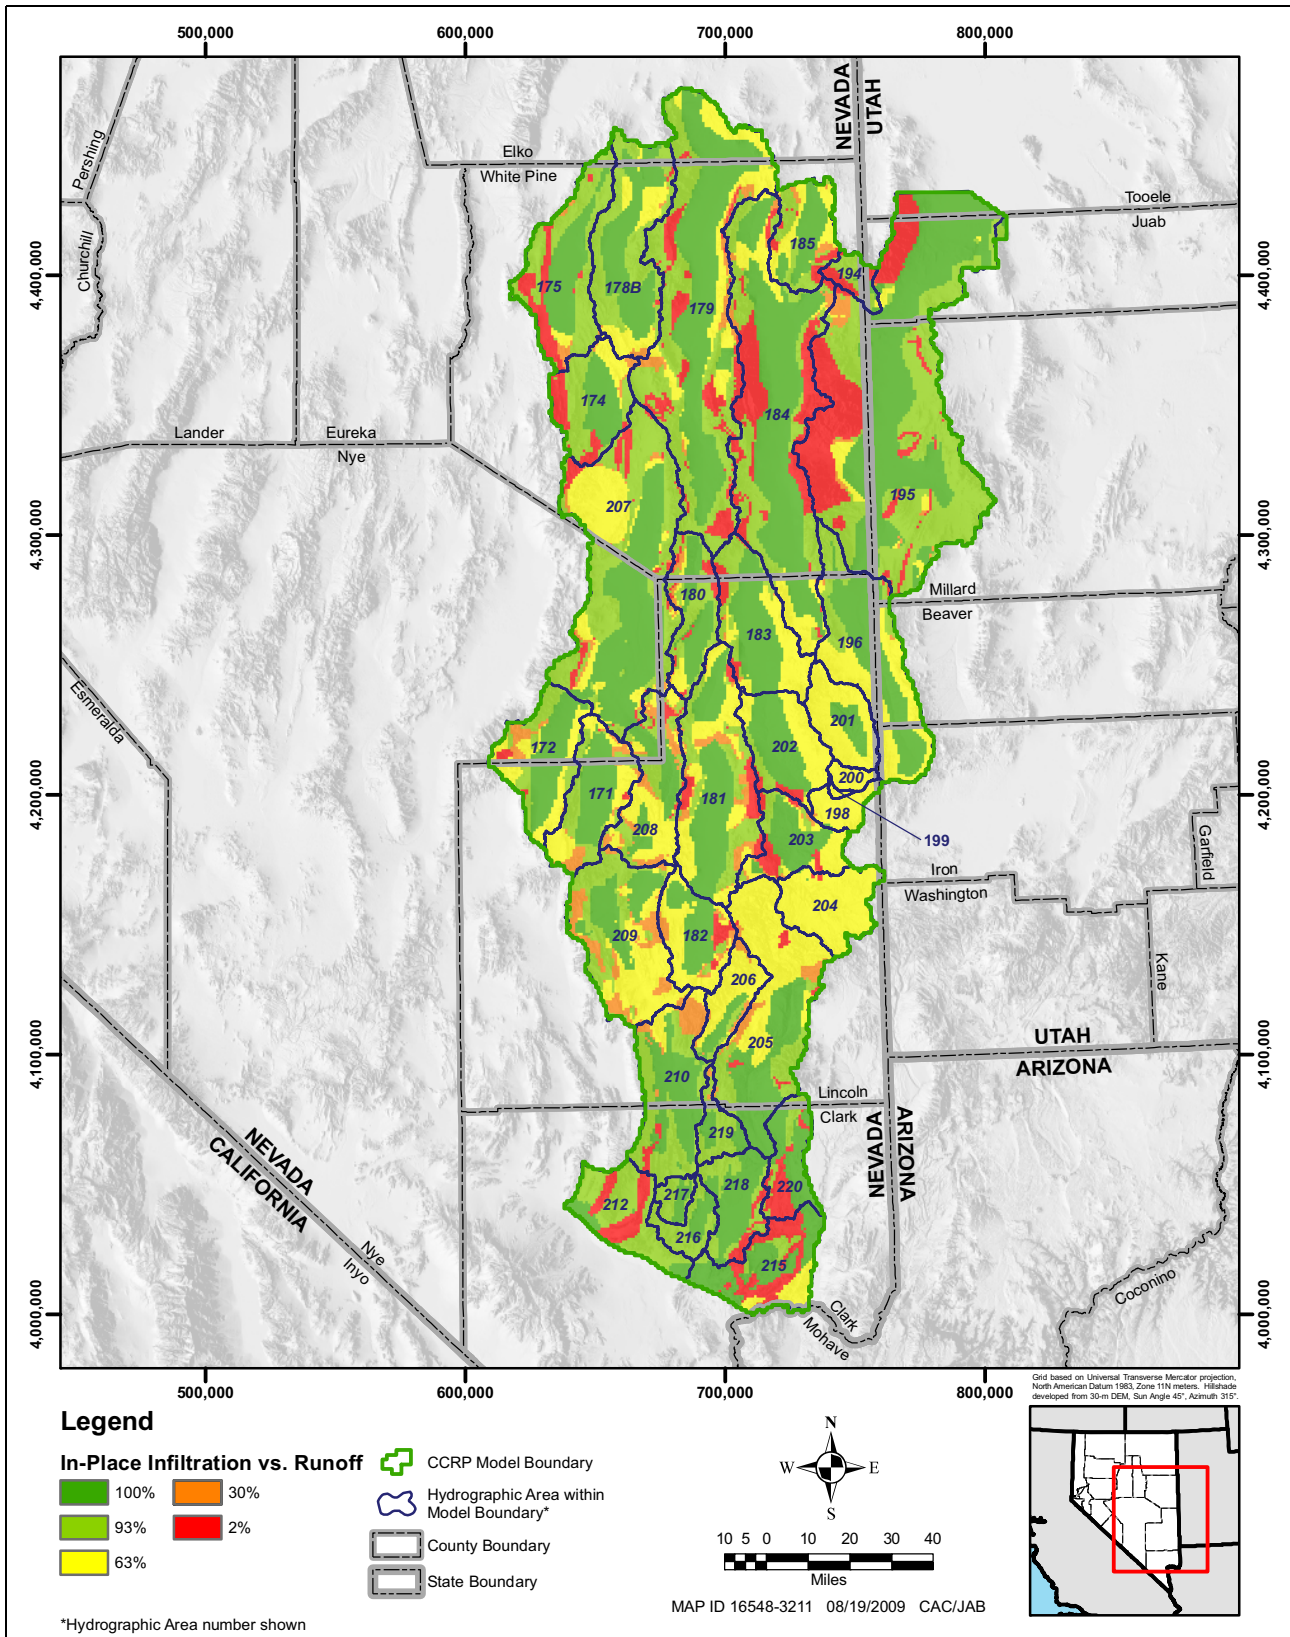 500,000
600,000
700,000
800,000
NEVADA
UTAH
Pershing
Churchill
Elko
White Pine
Tooele
Juab
4,400,000
4,400,000
185
194
175
178B
179
174
184
Lander
Eureka
Nye
207
195
4,300,000
4,300,000
180
Millard
Beaver
183
196
Esmeralda
201
172
202
200
171
181
198
4,200,000
4,200,000
208
203
199
Garfield
Iron
Washington
204
209
182
Kane
206
205
UTAH
ARIZONA
4,100,000
4,100,000
210
Lincoln
Clark
219
NEVADA
ARIZONA
NEVADA
CALIFORNIA
218
217
220
212
216
215
Nye
Inyo
Clark
Mohave
Coconino
4,000,000
4,000,000
500,000
600,000
700,000
800,000
Grid based on Universal Transverse Mercator projection,
North American Datum 1983, Zone 11N meters. Hillshade
developed from 30-m DEM, Sun Angle 45°, Azimuth 315°.
Legend
In-Place Infiltration vs. Runoff
100%
30%
93%
2%
63%
CCRP Model Boundary
Hydrographic Area within
Model Boundary*
County Boundary
State Boundary
N
W
E
S
10 5 0 10 20 30 40
Miles
MAP ID 16548-3211 08/19/2009 CAC/JAB
*Hydrographic Area number shown